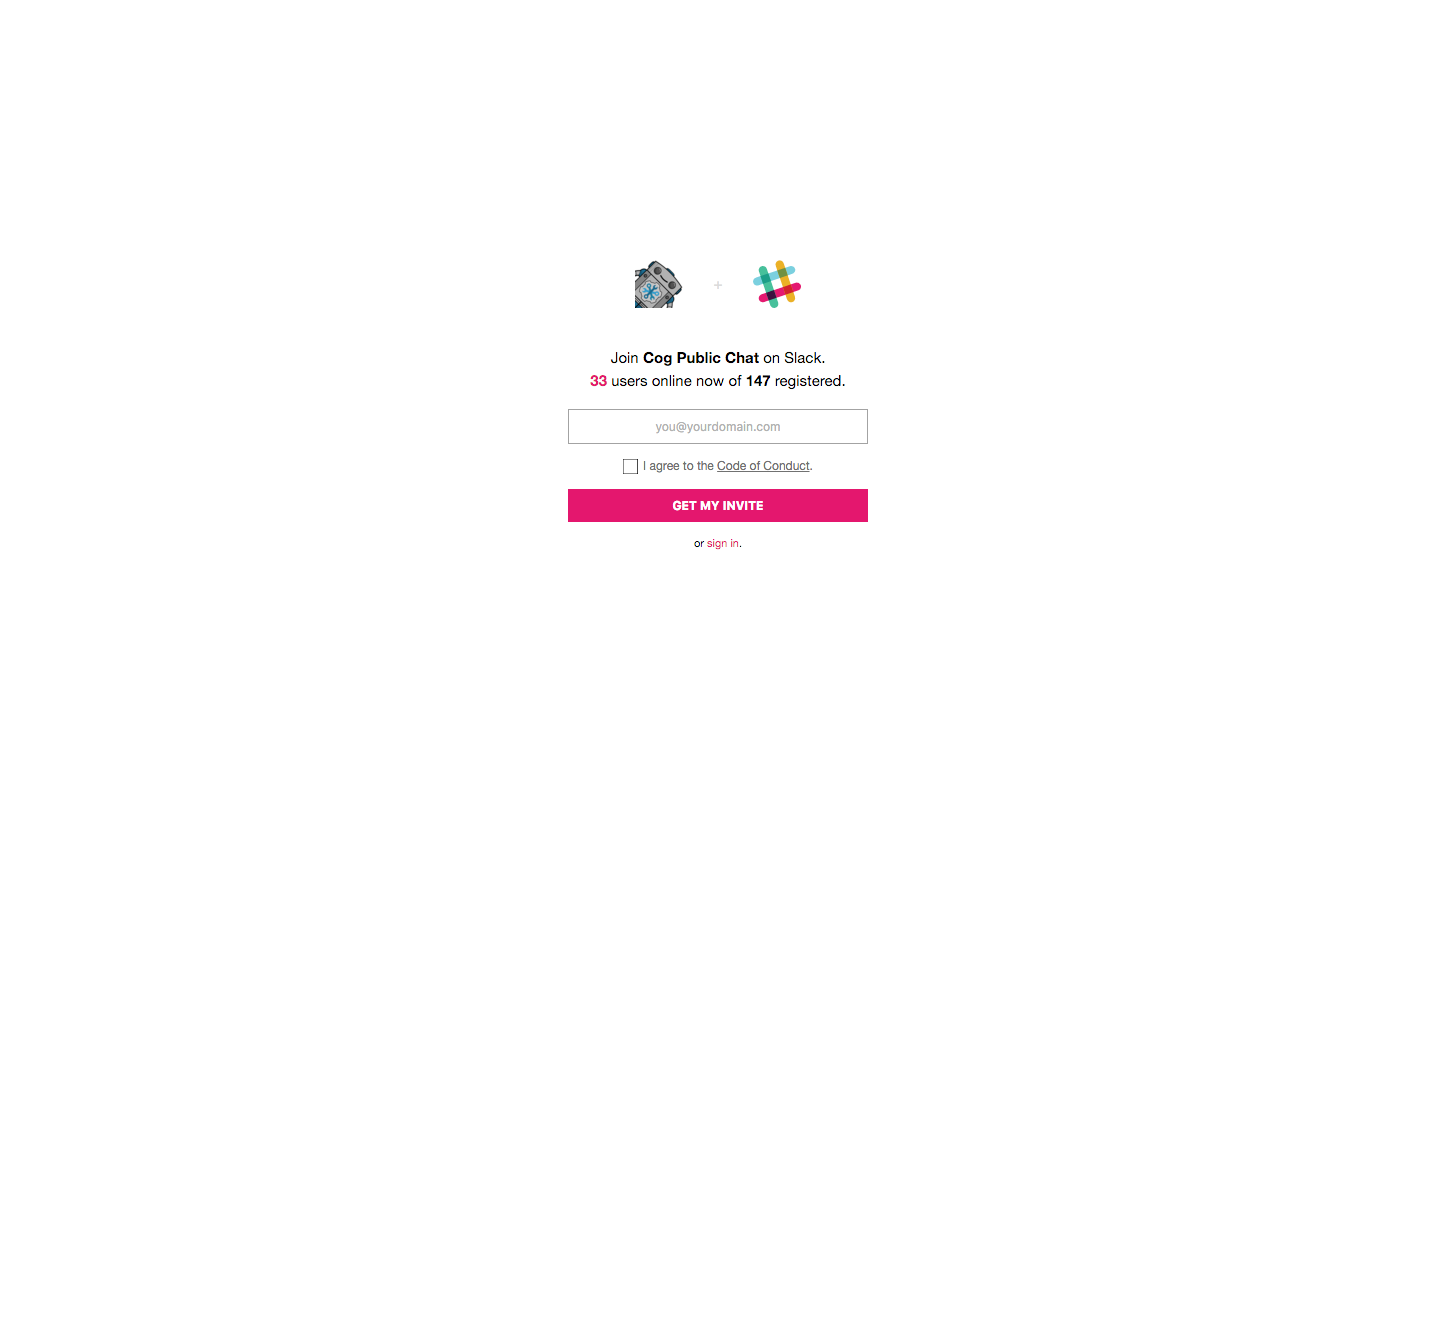 +
Join Cog Public Chat on Slack.
33 users online now of 147 registered.
you@yourdomain.com
I agree to the Code of Conduct.
GET MY INVITE
or sign in.